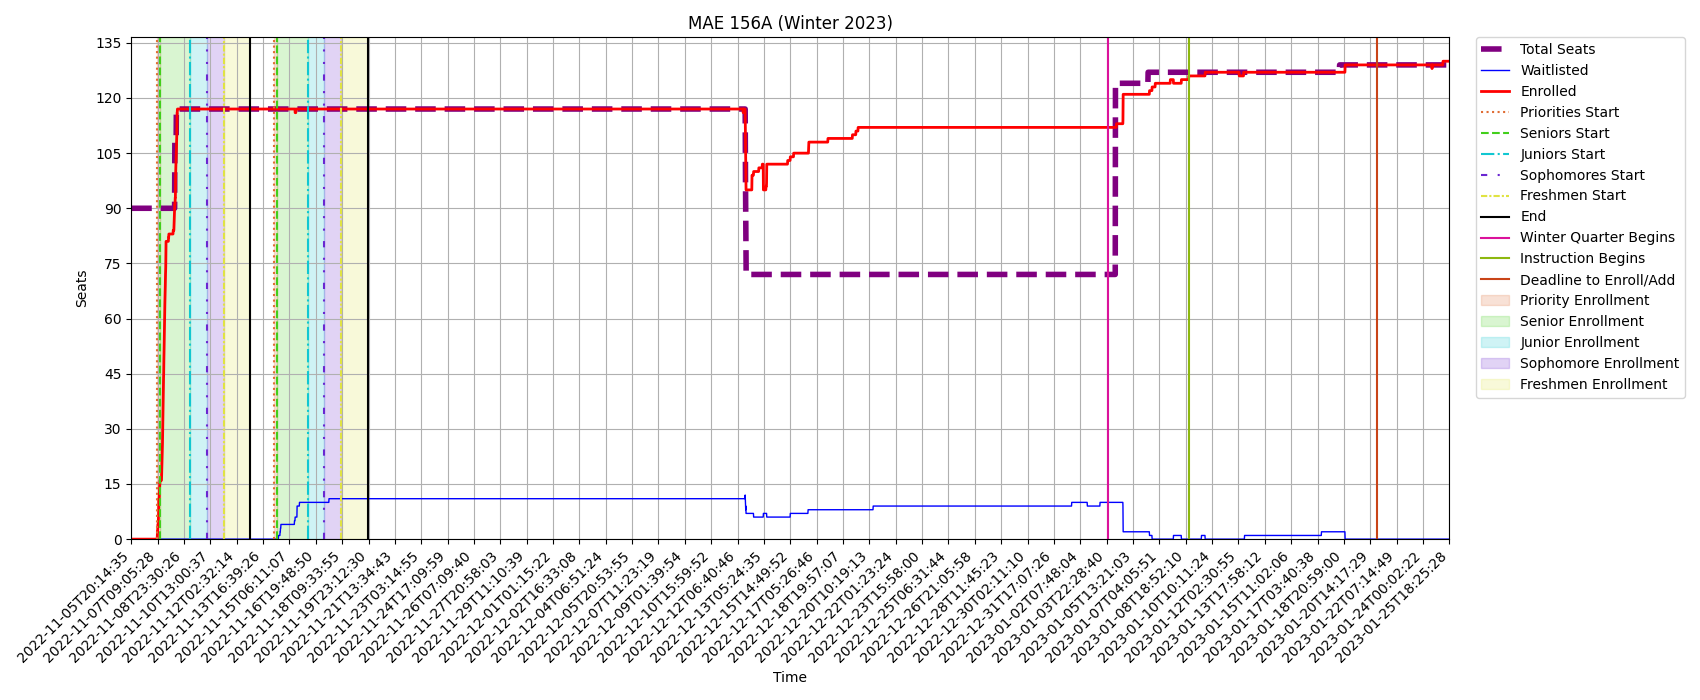 MAE 156A (Winter 2023)
Seats
135
120
105
90
75
60
45
30
15
0
2022-11-05T20:14:35
2022-11-07T09:05:28
2022-11-08T23:30:26
2022-11-10T13:00:37
2022-11-12T02:32:14
2022-11-13T16:39:26
2022-11-15T06:11:07
2022-11-16T19:48:50
2022-11-18T09:33:55
2022-11-19T23:12:30
2022-11-21T13:34:43
2022-11-23T03:14:55
2022-11-24T17:09:59
2022-11-26T07:09:40
2022-11-27T20:58:03
2022-11-29T11:10:39
2022-12-01T01:15:22
2022-12-02T16:33:08
2022-12-04T06:51:24
2022-12-05T20:53:55
2022-12-07T11:23:19
2022-12-09T01:39:54
2022-12-10T15:59:52
2022-12-12T06:40:46
2022-12-13T05:24:35
2022-12-15T14:49:52
2022-12-17T05:26:46
2022-12-18T19:57:07
2022-12-20T10:19:13
2022-12-22T01:23:24
2022-12-23T15:58:00
2022-12-25T06:31:44
2022-12-26T21:05:58
2022-12-28T11:45:23
2022-12-30T02:11:10
2022-12-31T17:07:26
2023-01-02T07:48:04
2023-01-03T22:28:40
2023-01-05T13:21:03
2023-01-07T04:05:51
2023-01-08T18:52:10
2023-01-10T10:11:24
2023-01-12T02:30:55
2023-01-13T17:58:12
2023-01-15T11:02:06
2023-01-17T03:40:38
2023-01-18T20:59:00
2023-01-20T14:17:29
2023-01-22T07:14:49
2023-01-24T00:02:22
2023-01-25T18:25:28
Time
Total Seats
Waitlisted
Enrolled
Priorities Start
Seniors Start
Juniors Start
Sophomores Start
Freshmen Start
End
Winter Quarter Begins
Instruction Begins
Deadline to Enroll/Add
Priority Enrollment
Senior Enrollment
Junior Enrollment
Sophomore Enrollment
Freshmen Enrollment